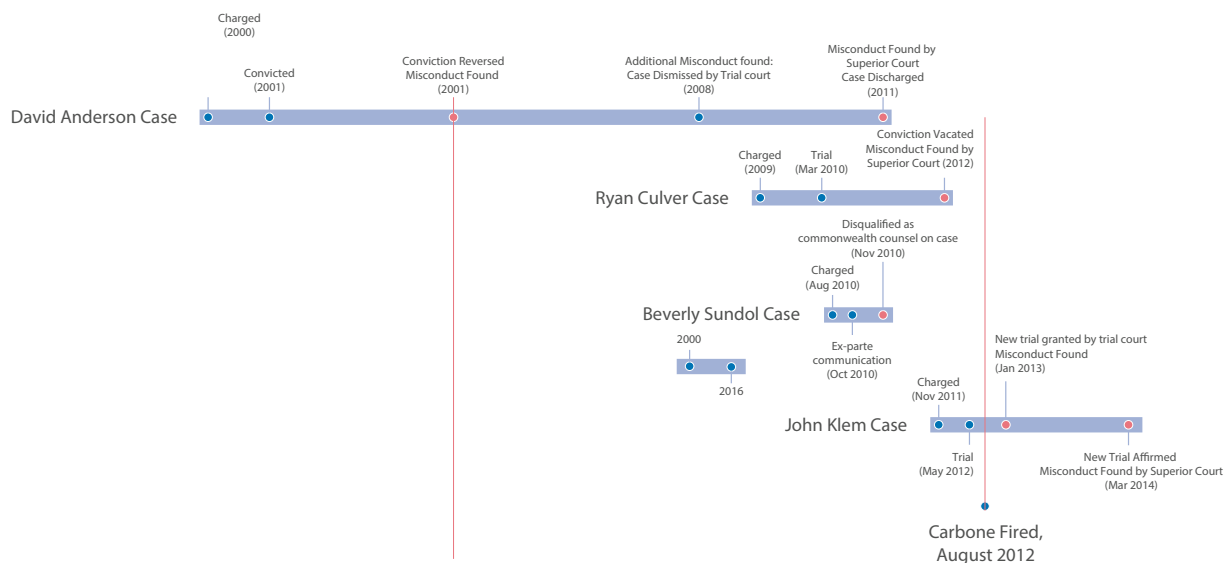 Charged
(2000)
Convicted
(2001)
Conviction Reversed
Misconduct Found
(2001)
Additional Misconduct found:
Case Dismissed by Trial court
(2008)
Misconduct Found by
Superior Court
Case Discharged
(2011)
David Anderson Case
Charged
(2009)
Trial
(Mar 2010)
Conviction Vacated
Misconduct Found by
Superior Court (2012)
Ryan Culver Case
Disqualified as
commonwealth counsel on case
(Nov 2010)
Charged
(Aug 2010)
Beverly Sundol Case
Ex-parte
communication
(Oct 2010)
2000
2016
New trial granted by trial court
Misconduct Found
(Jan 2013)
Charged
(Nov 2011)
John Klem Case
Trial
(May 2012)
New Trial Affirmed
Misconduct Found by Superior Court
(Mar 2014)
Carbone Fired,
August 2012